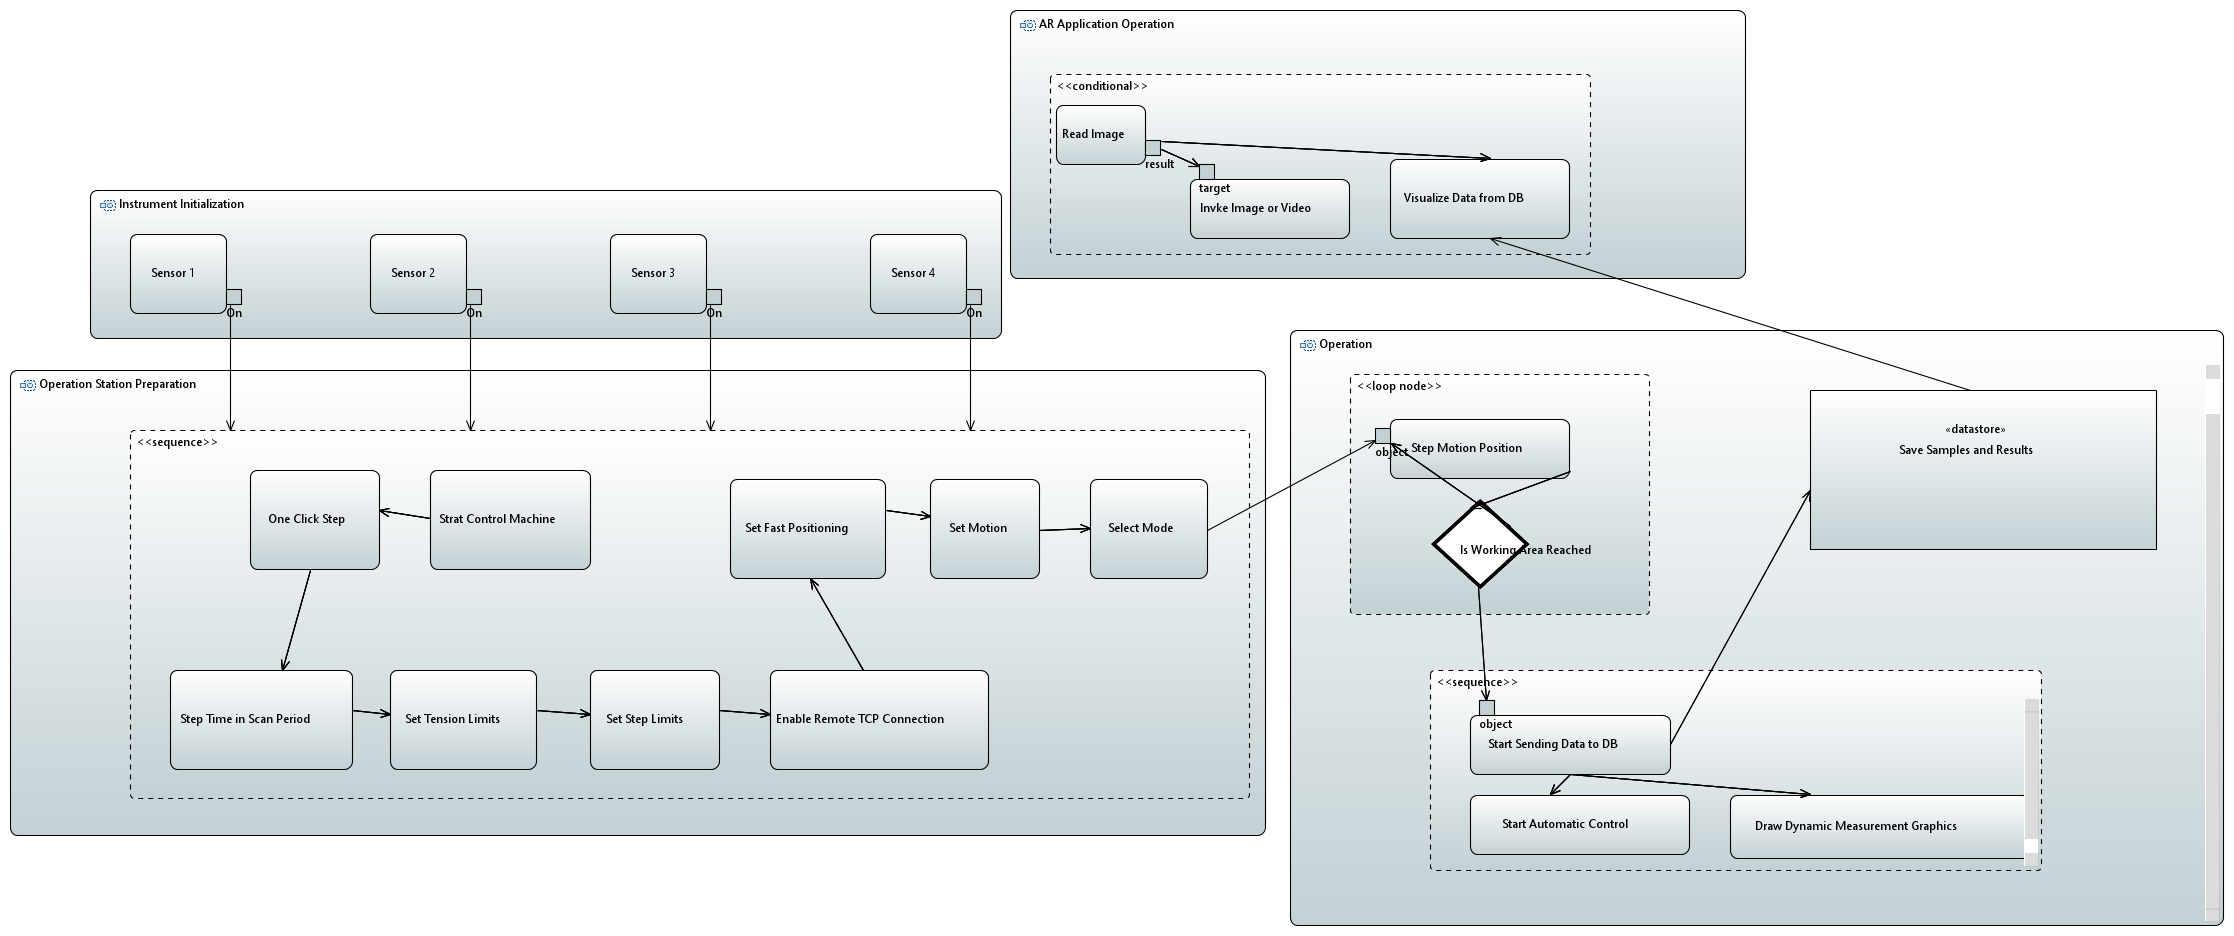 AR Application Operation
<<conditional>>
Read Image
result
target
Invke Image or Video
Visualize Data from DB
Instrument Initialization
Sensor 1
On
Sensor 2
On
Sensor 3
On
Sensor 4
On
Operation Station Preparation
<<sequence>>
One Click Step
Strat Control Machine
Set Fast Positioning
Set Motion
Select Mode
Step Time in Scan Period
Set Tension Limits
Set Step Limits
Enable Remote TCP Connection
Operation
<<loop node>>
object
Step Motion Position
Is Working Area Reached
«datastore»
Save Samples and Results
<<sequence>>
object
Start Sending Data to DB
Start Automatic Control
Draw Dynamic Measurement Graphics